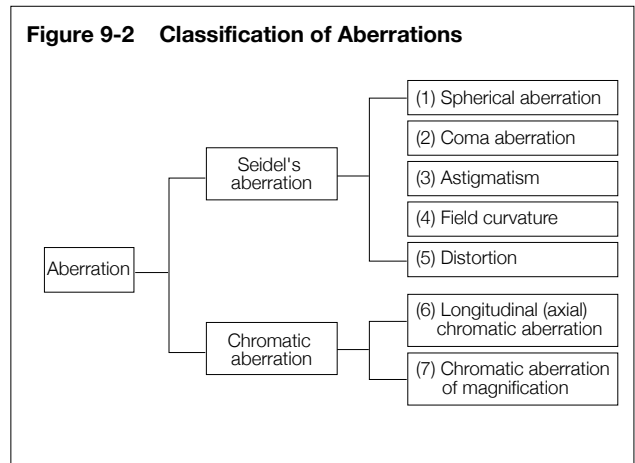 Figure 9-2 Classification of Aberrations
Aberration
Seidel's
aberration
(1) Spherical aberration
(2) Coma aberration
(3) Astigmatism
(4) Field curvature
(5) Distortion
Chromatic
aberration
(6) Longitudinal (axial)
chromatic aberration
(7) Chromatic aberration
of magnification